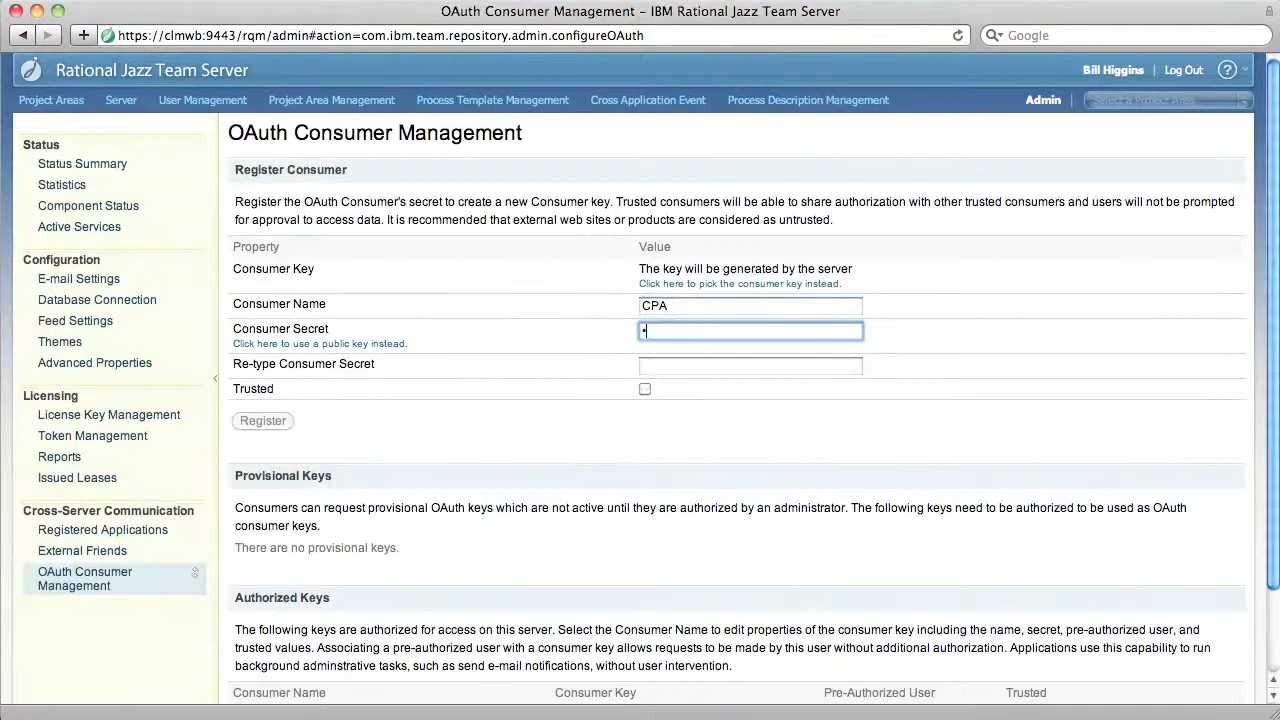 OAuth Consumer Management – IBM Rational Jazz Team Server
https://clmwb:9443/rqm/admin#action=com.ibm.team.repository.admin.configureOAuth
Google
Rational Jazz Team Server
Bill Higgins | Log Out
Project Areas Server User Management Project Area Management Process Template Management Cross Application Event Process Description Management Admin | Select a Project Area
Status
Status Summary
Statistics
Component Status
Active Services
Configuration
E-mail Settings
Database Connection
Feed Settings
Themes
Advanced Properties
Licensing
License Key Management
Token Management
Reports
Issued Leases
Cross-Server Communication
Registered Applications
External Friends
OAuth Consumer
Management
OAuth Consumer Management
Register Consumer
Register the OAuth Consumer's secret to create a new Consumer key. Trusted consumers will be able to share authorization with other trusted consumers and users will not be prompted
for approval to access data. It is recommended that external web sites or products are considered as untrusted.
Property Value
Consumer Key The key will be generated by the server
Click here to pick the consumer key instead.
Consumer Name CPA
Consumer Secret •
Click here to use a public key instead.
Re-type Consumer Secret
Trusted
Register
Provisional Keys
Consumers can request provisional OAuth keys which are not active until they are authorized by an administrator. The following keys need to be authorized to be used as OAuth
consumer keys.
There are no provisional keys.
Authorized Keys
The following keys are authorized for access on this server. Select the Consumer Name to edit properties of the consumer key including the name, secret, pre-authorized user, and
trusted values. Associating a pre-authorized user with a consumer key allows requests to be made by this user without additional authorization. Applications use this capability to run
background adminstrative tasks, such as send e-mail notifications, without user intervention.
Consumer Name Consumer Key Pre-Authorized User Trusted